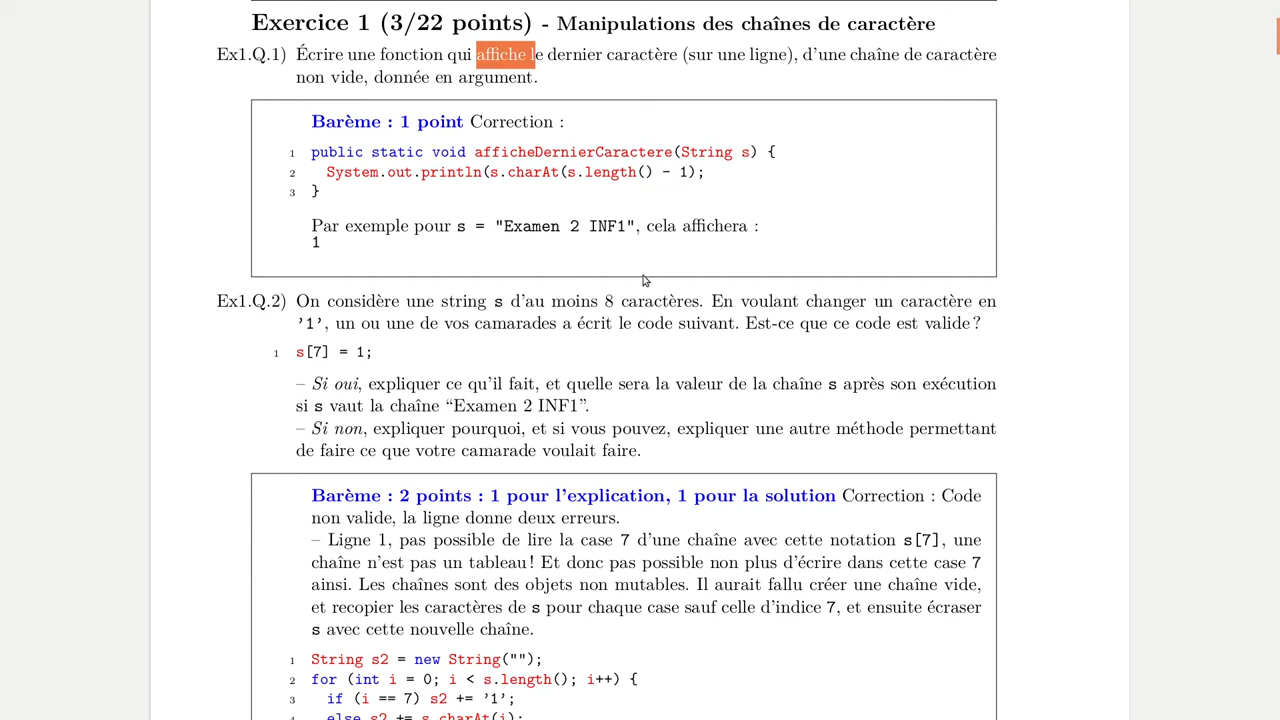 Exercice 1 (3/22 points) - Manipulations des chaînes de caractère
Ex1.Q.1) Écrire une fonction qui affiche le dernier caractère (sur une ligne), d'une chaîne de caractère
non vide, donnée en argument.
Barème : 1 point Correction :
1 public static void afficheDernierCaractere(String s) {
2 System.out.println(s.charAt(s.length() - 1);
3 }
Par exemple pour s = "Examen 2 INF1", cela affichera :
1
Ex1.Q.2) On considère une string s d'au moins 8 caractères. En voulant changer un caractère en
'1', un ou une de vos camarades a écrit le code suivant. Est-ce que ce code est valide ?
1 s[7] = 1;
– Si oui, expliquer ce qu'il fait, et quelle sera la valeur de la chaîne s après son exécution
si s vaut la chaîne “Examen 2 INF1”.
– Si non, expliquer pourquoi, et si vous pouvez, expliquer une autre méthode permettant
de faire ce que votre camarade voulait faire.
Barème : 2 points : 1 pour l'explication, 1 pour la solution Correction : Code
non valide, la ligne donne deux erreurs.
– Ligne 1, pas possible de lire la case 7 d'une chaîne avec cette notation s[7], une
chaîne n'est pas un tableau ! Et donc pas possible non plus d'écrire dans cette case 7
ainsi. Les chaînes sont des objets non mutables. Il aurait fallu créer une chaîne vide,
et recopier les caractères de s pour chaque case sauf celle d'indice 7, et ensuite écraser
s avec cette nouvelle chaîne.
1 String s2 = new String("");
2 for (int i = 0; i < s.length(); i++) {
3 if (i == 7) s2 += '1';
4 else s2 += s.charAt(i);